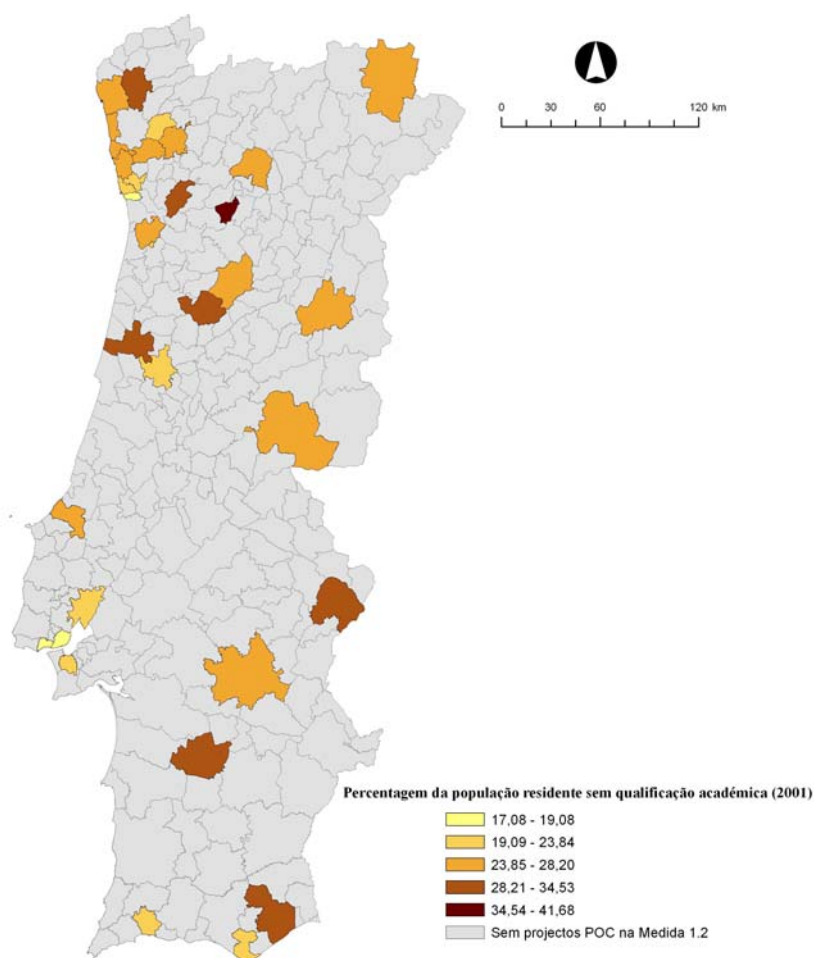 0 30 60 120 km
Percentagem da população residente sem qualificação académica (2001)
17,08 - 19,08
19,09 - 23,84
23,85 - 28,20
28,21 - 34,53
34,54 - 41,68
Sem projectos POC na Medida 1.2